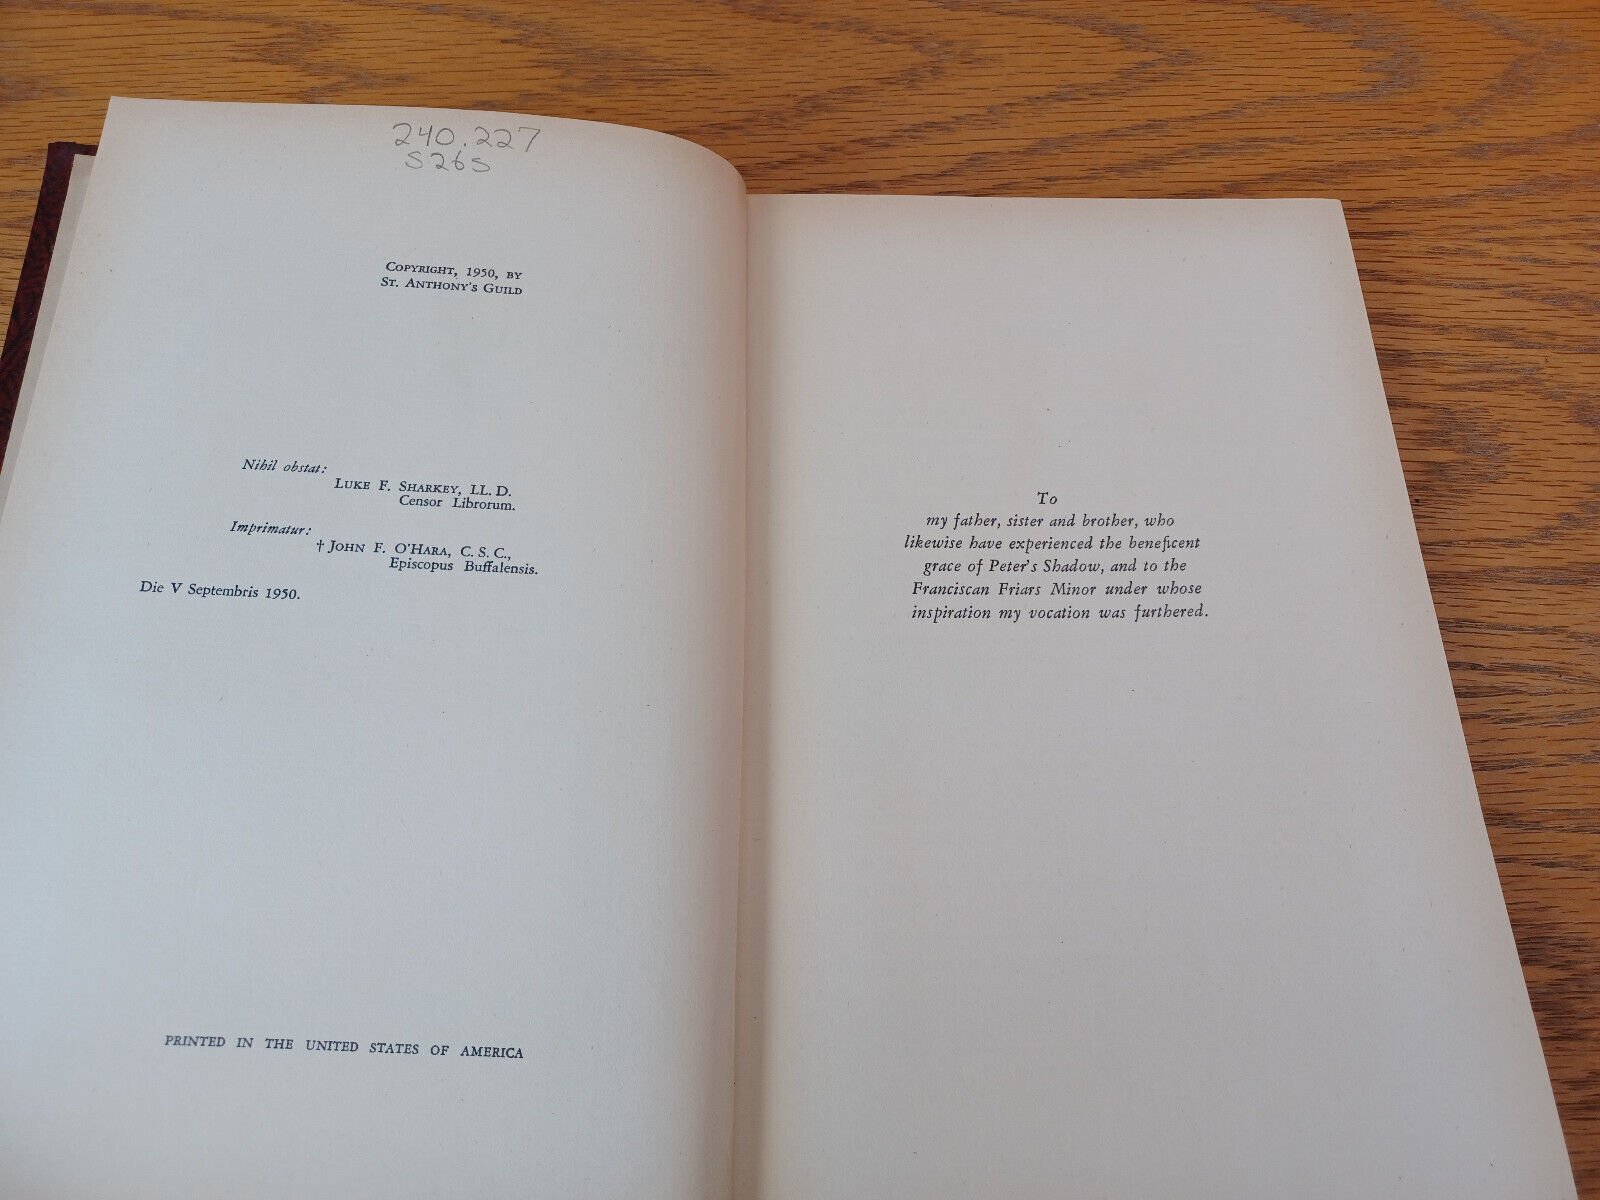 240.227
S26s
COPYRIGHT, 1950, BY
ST. ANTHONY'S GUILD
Nihil obstat:
LUKE F. SHARKEY, LL. D.
Censor Librorum.
Imprimatur:
† JOHN F. O'HARA, C. S. C.,
Episcopus Buffalensis.
Die V Septembris 1950.
PRINTED IN THE UNITED STATES OF AMERICA
To
my father, sister and brother, who
likewise have experienced the beneficent
grace of Peter's Shadow, and to the
Franciscan Friars Minor under whose
inspiration my vocation was furthered.